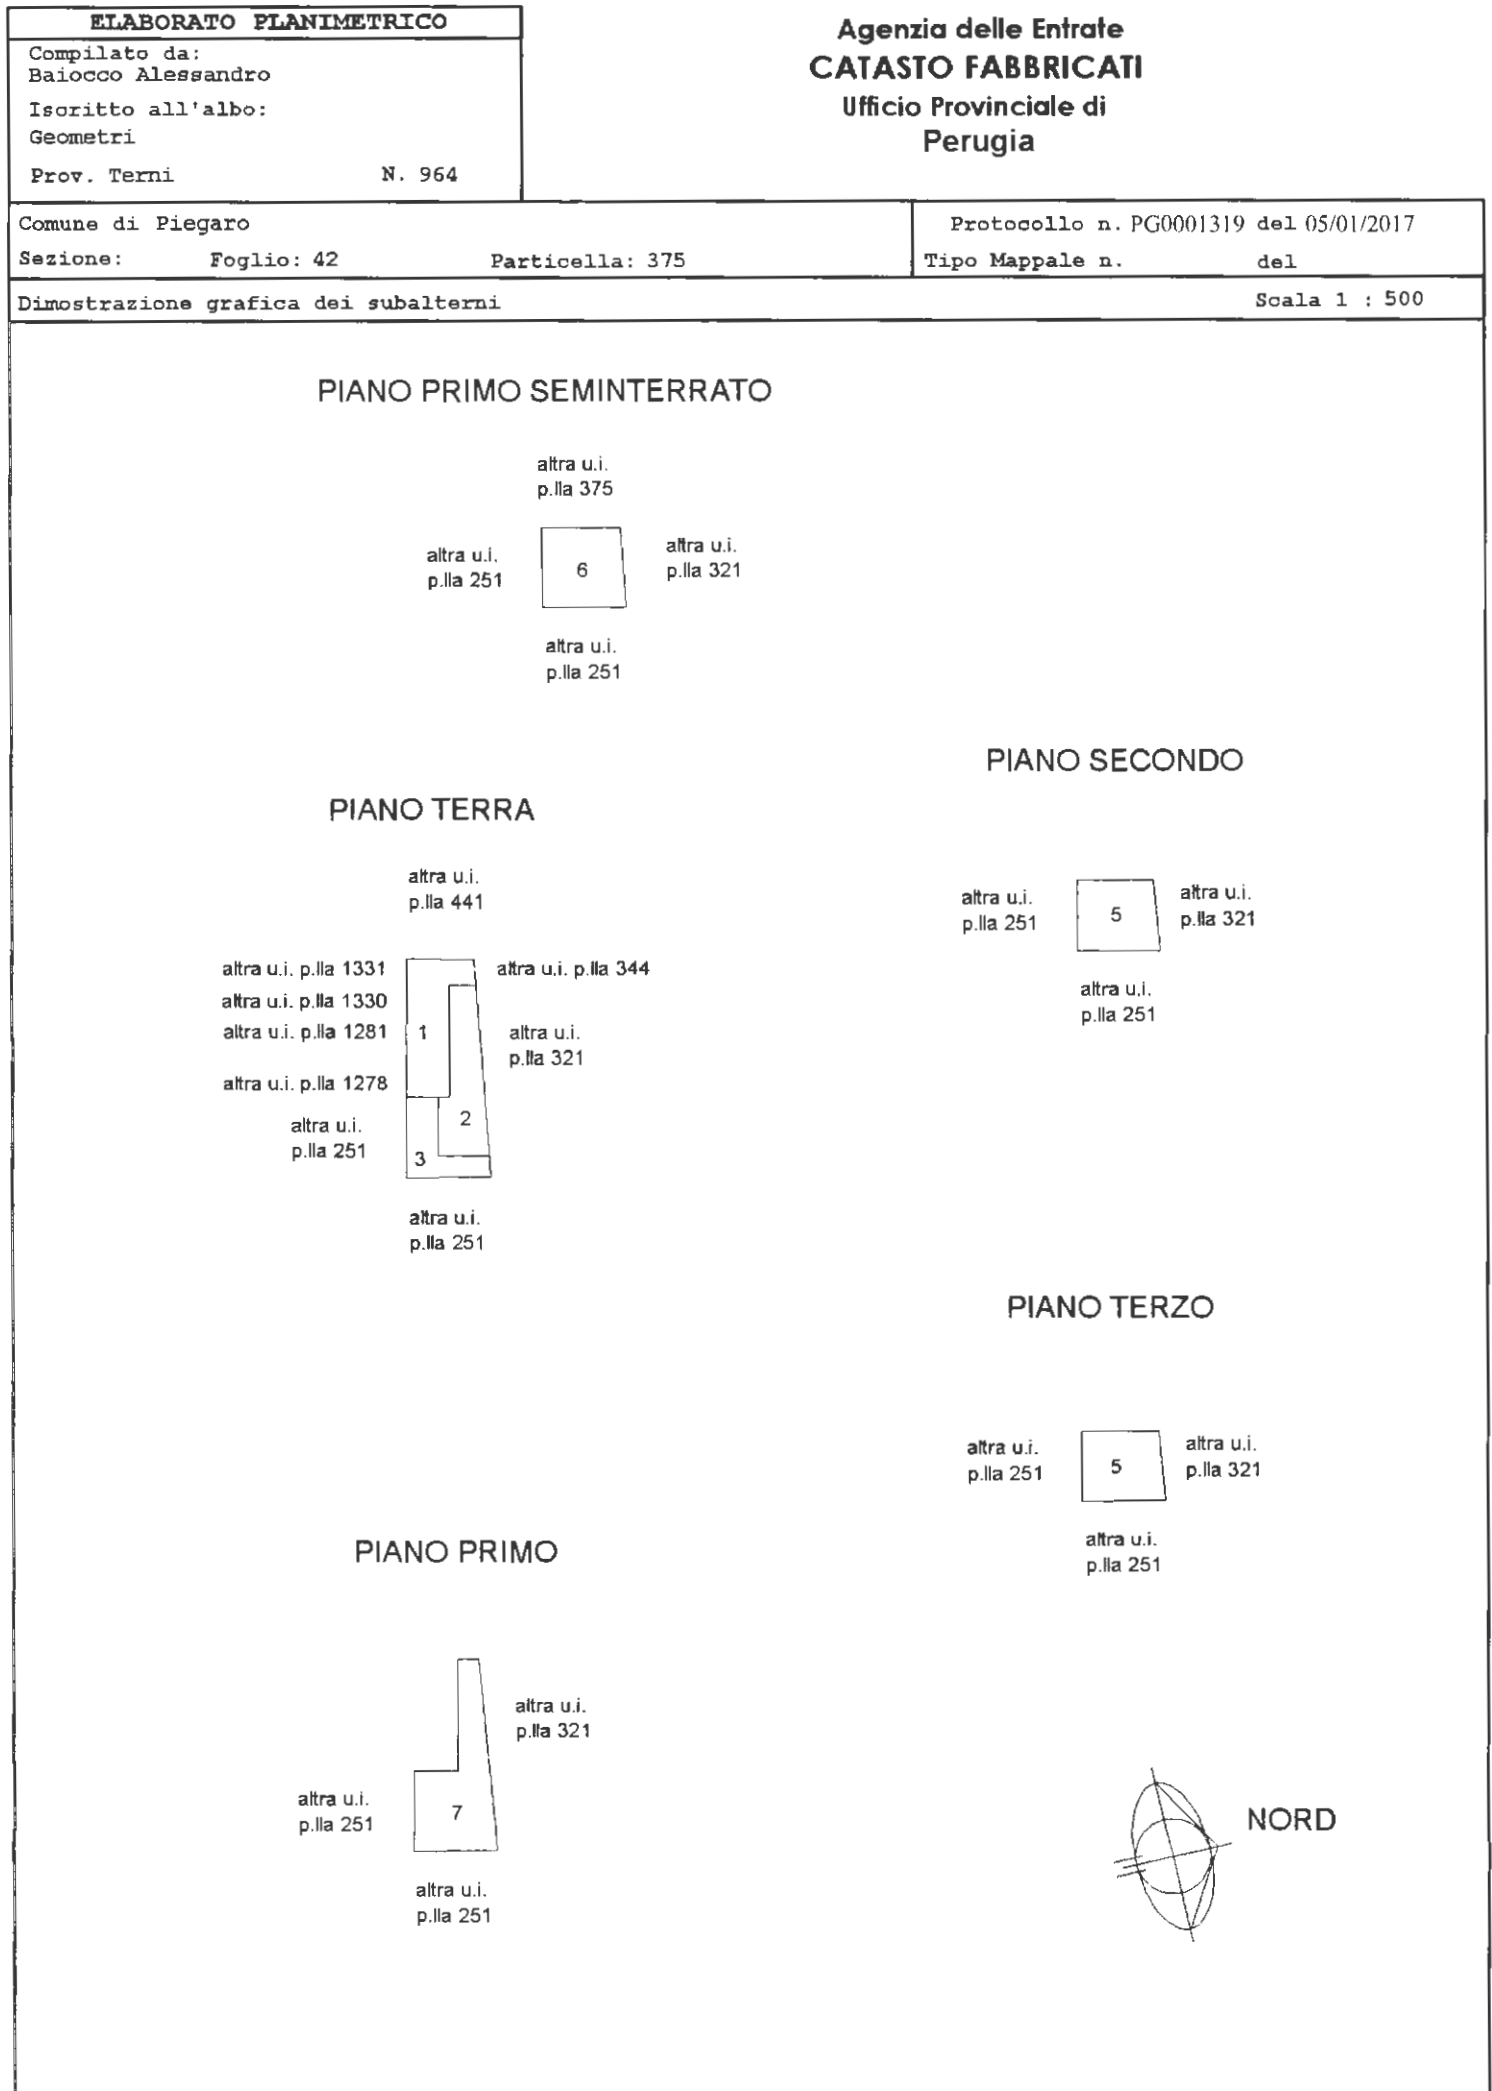 ELABORATO PLANIMETRICO
Compilato da:
Baiocco Alessandro
Iscritto all'albo:
Geometri
Prov. Terni N. 964
Agenzia delle Entrate
CATASTO FABBRICATI
Ufficio Provinciale di
Perugia
Comune di Piegaro
Protocollo n. PG0001319 del 05/01/2017
Sezione: Foglio: 42 Particella: 375
Tipo Mappale n. del
Dimostrazione grafica dei subalterni
Scala 1 : 500
PIANO PRIMO SEMINTERRATO
altra u.i.
p.lla 375
altra u.i.
p.lla 251
6
altra u.i.
p.lla 321
altra u.i.
p.lla 251
PIANO TERRA
altra u.i.
p.lla 441
altra u.i. p.lla 1331
altra u.i. p.lla 344
altra u.i. p.lla 1330
altra u.i. p.lla 1281
1
altra u.i.
p.lla 321
altra u.i. p.lla 1278
altra u.i.
p.lla 251
2
3
altra u.i.
p.lla 251
PIANO SECONDO
altra u.i.
p.lla 251
5
altra u.i.
p.lla 321
altra u.i.
p.lla 251
PIANO TERZO
altra u.i.
p.lla 251
5
altra u.i.
p.lla 321
altra u.i.
p.lla 251
PIANO PRIMO
altra u.i.
p.lla 321
altra u.i.
p.lla 251
7
altra u.i.
p.lla 251
NORD